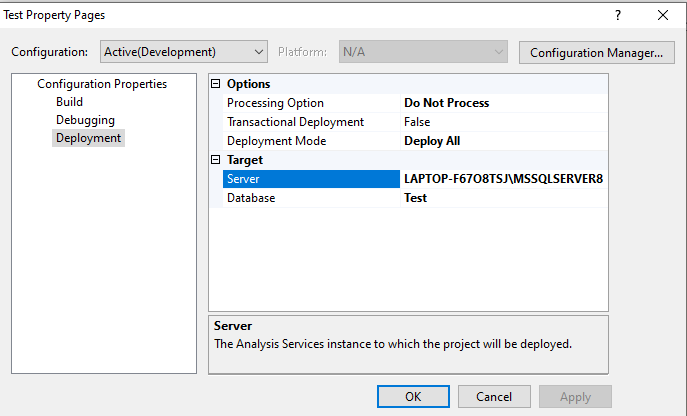 Test Property Pages
? ×
Configuration: Active(Development) Platform: N/A Configuration Manager...
Configuration Properties
Build
Debugging
Deployment
Options
Processing Option Do Not Process
Transactional Deployment False
Deployment Mode Deploy All
Target
Server LAPTOP-F67O8TSJ\MSSQLSERVER8
Database Test
Server
The Analysis Services instance to which the project will be deployed.
OK Cancel Apply